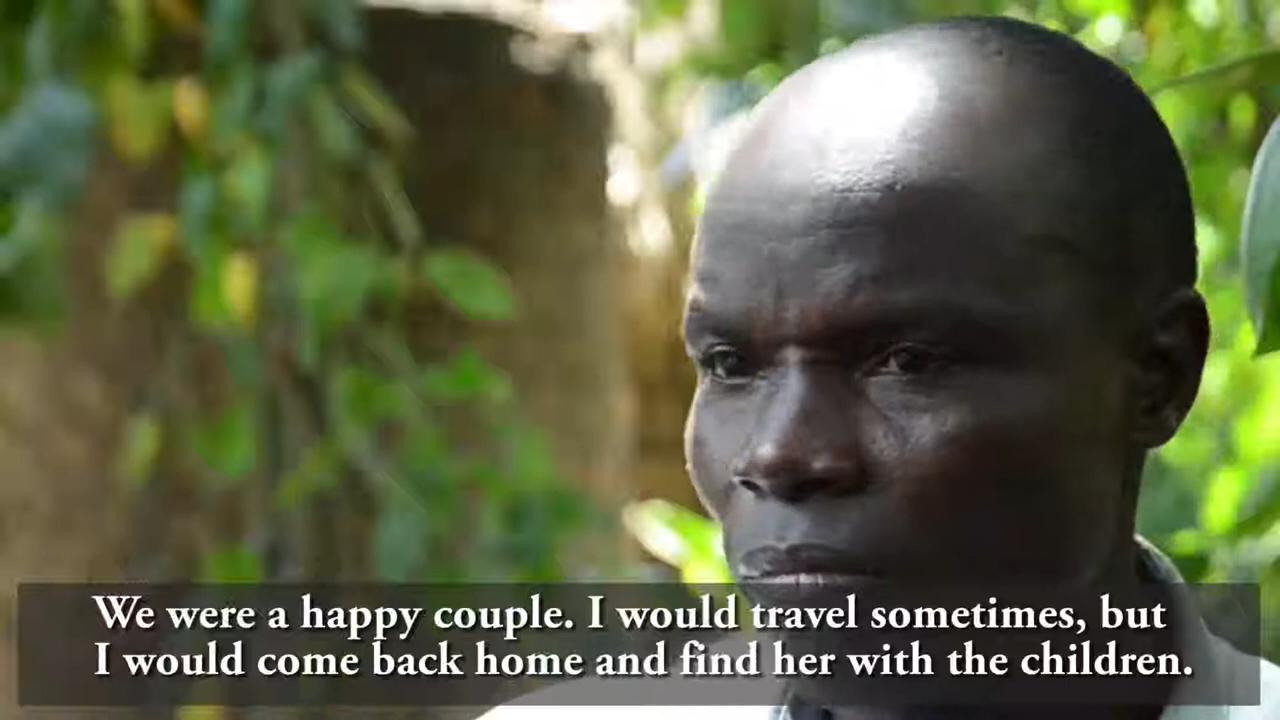 We were a happy couple. I would travel sometimes, but
I would come back home and find her with the children.